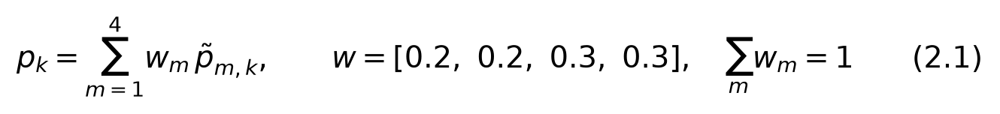 p_k = \sum_{m=1}^{4} w_m \tilde{p}_{m,k}, w = [0.2, 0.2, 0.3, 0.3], \sum_m w_m = 1 (2.1)